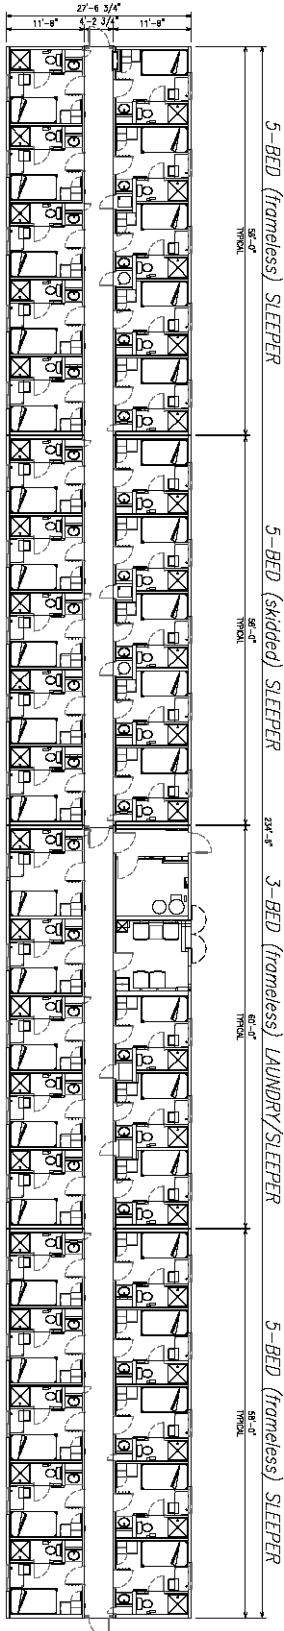 27'-6 3/4"
11'-8"
4'-2 3/4"
11'-8"
5-BED (frameless) SLEEPER
58'-0"
TYPICAL
5-BED (skidded) SLEEPER
58'-0"
TYPICAL
234'-8"
3-BED (frameless) LAUNDRY/SLEEPER
60'-0"
TYPICAL
5-BED (frameless) SLEEPER
58'-0"
TYPICAL